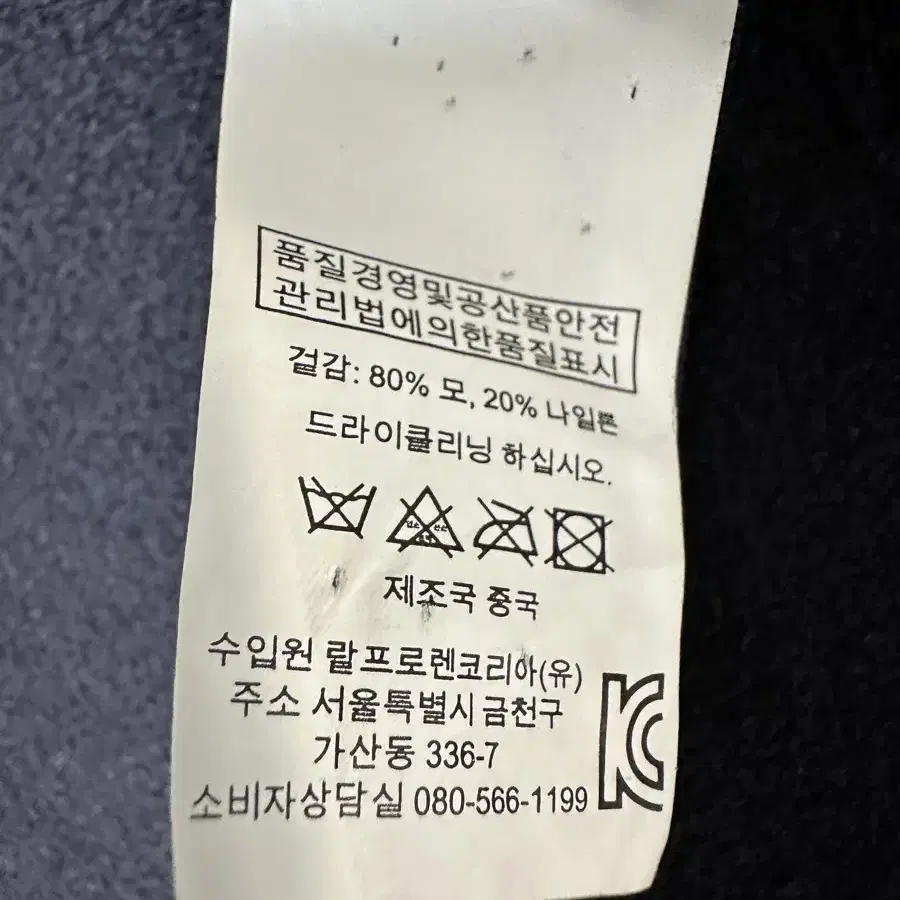 품질경영및공산품안전
관리법에의한품질표시
겉감: 80% 모, 20% 나일론
드라이클리닝 하십시오.
제조국 중국
수입원 랄프로렌코리아(유)
주소 서울특별시 금천구
가산동 336-7
소비자상담실 080-566-1199